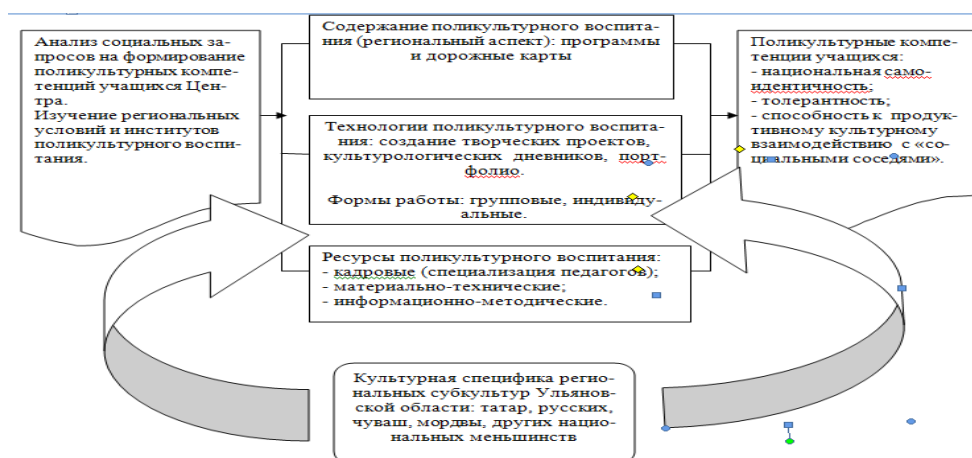 Анализ социальных за-
просов на формирование
поликультурных компе-
тенций учащихся Цен-
тра.
Изучение региональных
условий и институтов
поликультурного воспи-
тания.
Содержание поликультурного воспита-
ния (региональный аспект): программы
и дорожные карты
Технологии поликультурного воспита-
ния: создание творческих проектов,
культурологических дневников, порт-
фолио.
Формы работы: групповые, индивиду-
альные.
Ресурсы поликультурного воспитания:
- кадровые (специализация педагогов);
- материально-технические;
- информационно-методические.
Поликультурные компе-
тенции учащихся:
- национальная само-
идентичность;
- толерантность;
- способность к продук-
тивному культурному
взаимодействию с «со-
циальными соседями».
Культурная специфика регио-
нальных субкультур Ульянов-
ской области: татар, русских,
чуваш, мордвы, других нацио-
нальных меньшинств